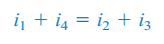 i₁ + i₄ = i₂ + i₃